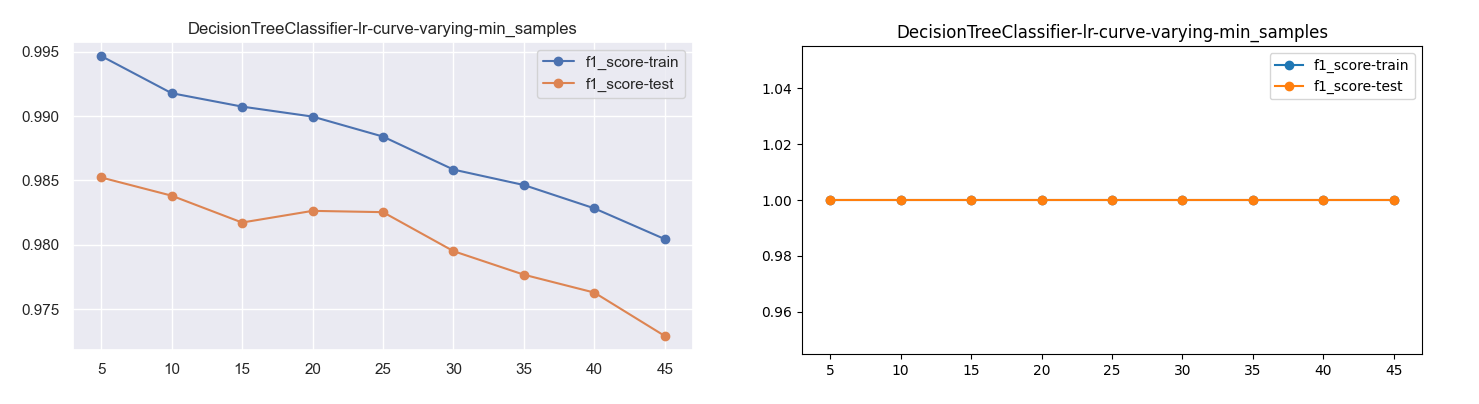 DecisionTreeClassifier-lr-curve-varying-min_samples
f1_score-train
f1_score-test
0.995
0.990
0.985
0.980
0.975
5 10 15 20 25 30 35 40 45
DecisionTreeClassifier-lr-curve-varying-min_samples
f1_score-train
f1_score-test
1.04
1.02
1.00
0.98
0.96
5 10 15 20 25 30 35 40 45